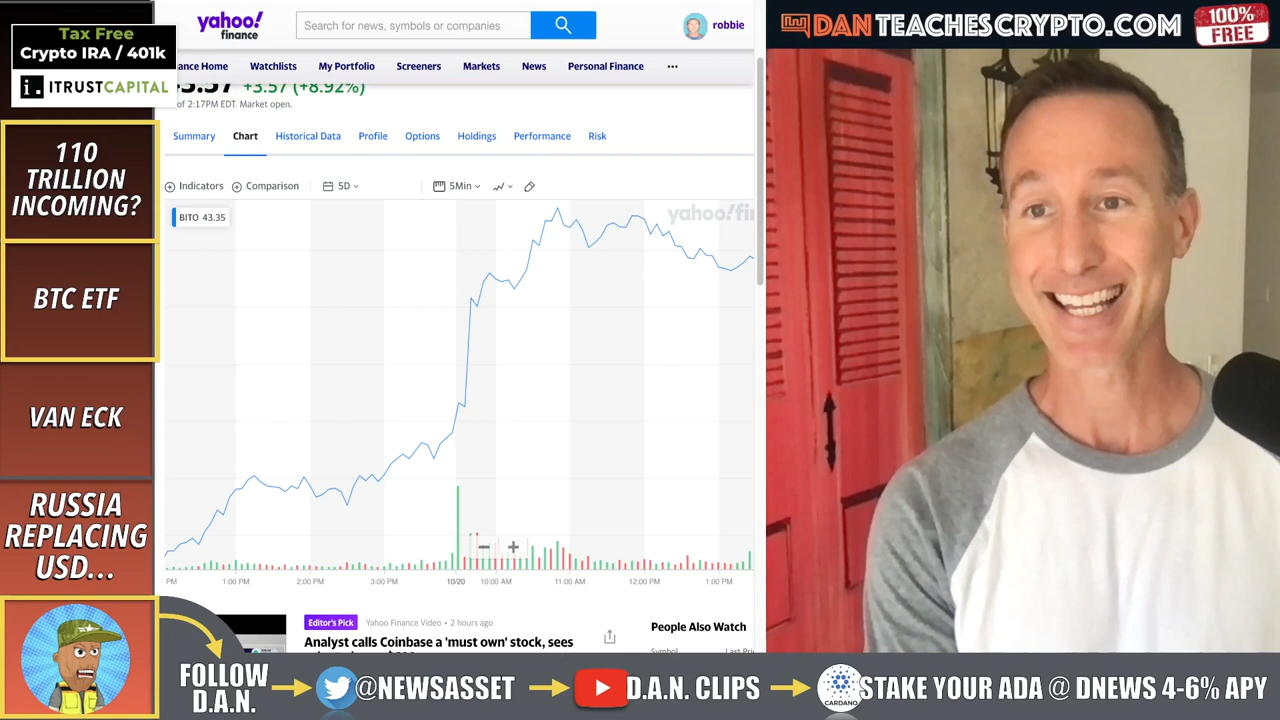 Tax Free
Crypto IRA / 401k
ITRUSTCAPITAL
110
TRILLION
INCOMING?
BTC ETF
VAN ECK
RUSSIA
REPLACING
USD...
yahoo!
finance
Search for news, symbols or companies
robbie
ance Home Watchlists My Portfolio Screeners Markets News Personal Finance ...
+3.57 (+8.92%)
of 2:17PM EDT. Market open.
Summary Chart Historical Data Profile Options Holdings Performance Risk
Indicators Comparison 5D 5Min
BITO 43.35
yahoo!fi
PM 1:00 PM 2:00 PM 3:00 PM 10/20 10:00 AM 11:00 AM 12:00 PM 1:00 PM
Editor's Pick Yahoo Finance Video • 2 hours ago
Analyst calls Coinbase a 'must own' stock, sees
People Also Watch
Symbol
DANTEACHESCRYPTO.COM
100%
FREE
FOLLOW
D.A.N.
@NEWSASSET
D.A.N. CLIPS
CARDANO
STAKE YOUR ADA @ DNEWS 4-6% APY